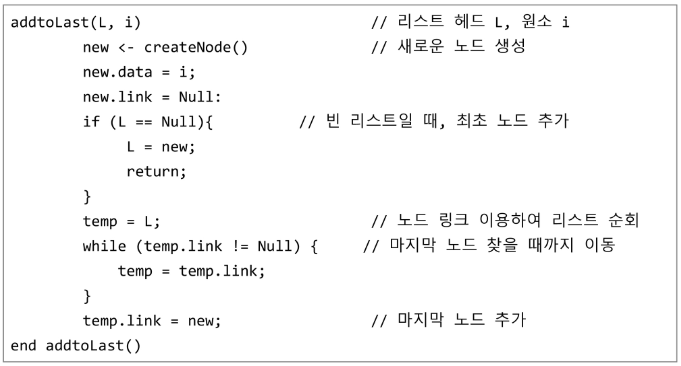 addtoLast(L, i) // 리스트 헤드 L, 원소 i
new <- createNode() // 새로운 노드 생성
new.data = i;
new.link = Null:
if (L == Null){ // 빈 리스트일 때, 최초 노드 추가
L = new;
return;
}
temp = L; // 노드 링크 이용하여 리스트 순회
while (temp.link != Null) { // 마지막 노드 찾을 때까지 이동
temp = temp.link;
}
temp.link = new; // 마지막 노드 추가
end addtoLast()